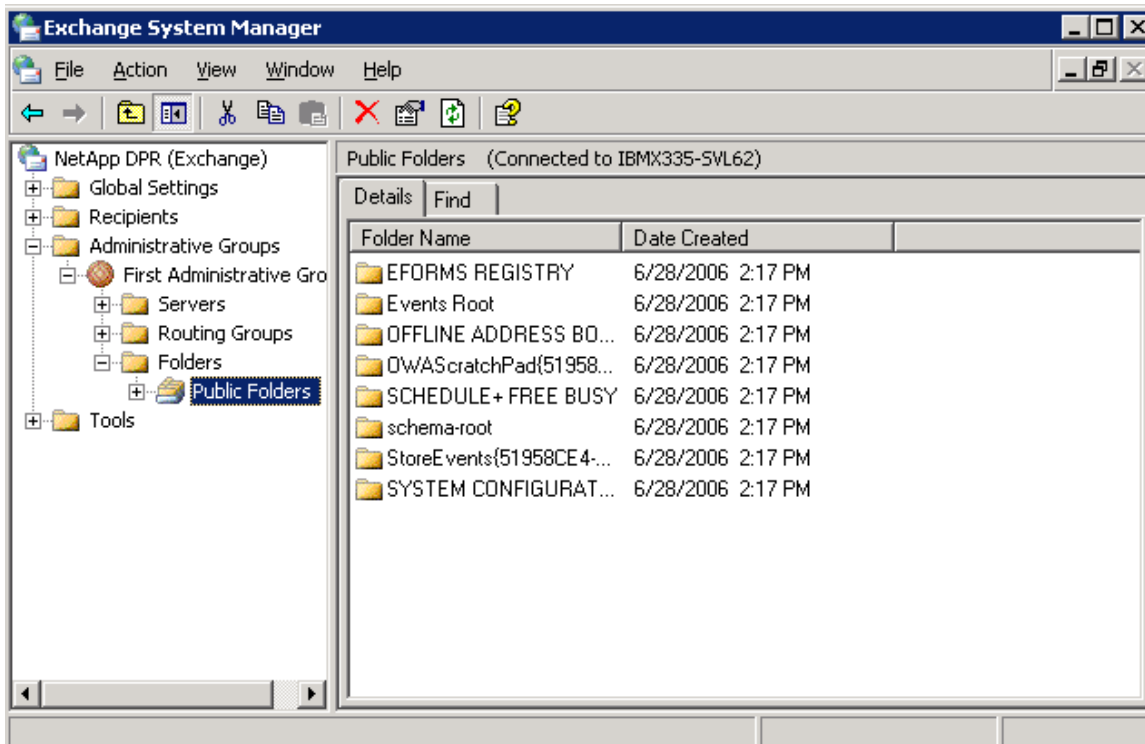 Exchange System Manager
File Action View Window Help
NetApp DPR (Exchange)
Global Settings
Recipients
Administrative Groups
First Administrative Gro
Servers
Routing Groups
Folders
Public Folders
Tools
Public Folders (Connected to IBMX335-SVL62)
Details Find
Folder Name Date Created
EFORMS REGISTRY 6/28/2006 2:17 PM
Events Root 6/28/2006 2:17 PM
OFFLINE ADDRESS BO... 6/28/2006 2:17 PM
OWAScratchPad{51958... 6/28/2006 2:17 PM
SCHEDULE+ FREE BUSY 6/28/2006 2:17 PM
schema-root 6/28/2006 2:17 PM
StoreEvents{51958CE4-... 6/28/2006 2:17 PM
SYSTEM CONFIGURAT... 6/28/2006 2:17 PM